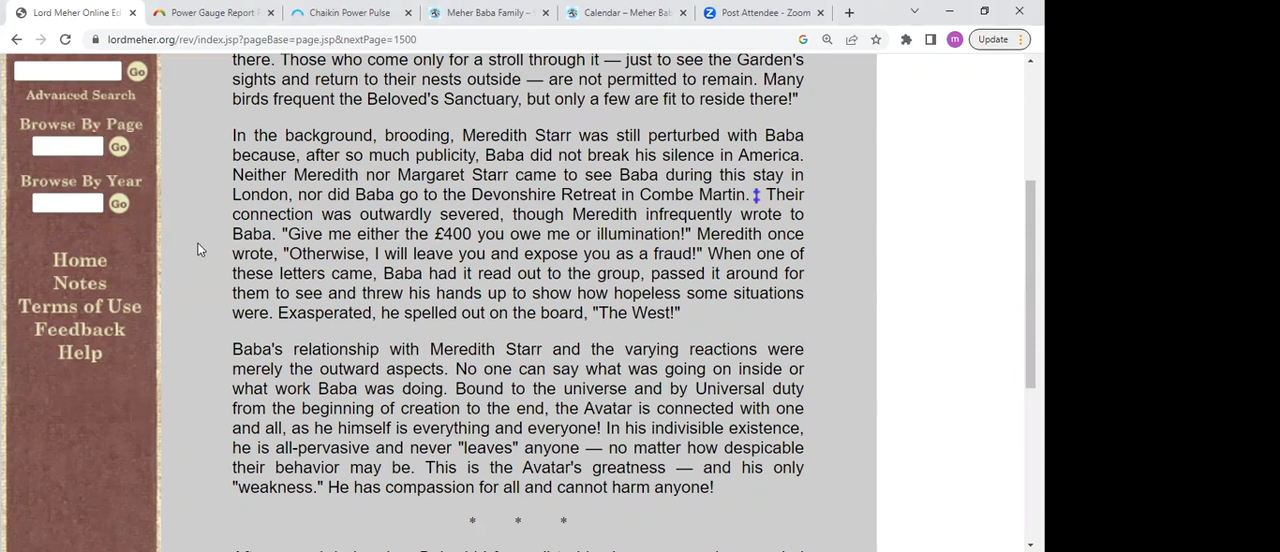 Lord Meher Online Ed
Power Gauge Report
Chaikin Power Pulse
Meher Baba Family –
Calendar – Meher Bab
Post Attendee - Zoom
lordmeher.org/rev/index.jsp?pageBase=page.jsp&nextPage=1500
m
Update
Go
Advanced Search
Browse By Page
Go
Browse By Year
Go
Home
Notes
Terms of Use
Feedback
Help
there. Those who come only for a stroll through it — just to see the Garden's
sights and return to their nests outside — are not permitted to remain. Many
birds frequent the Beloved's Sanctuary, but only a few are fit to reside there!"
In the background, brooding, Meredith Starr was still perturbed with Baba
because, after so much publicity, Baba did not break his silence in America.
Neither Meredith nor Margaret Starr came to see Baba during this stay in
London, nor did Baba go to the Devonshire Retreat in Combe Martin. ‡ Their
connection was outwardly severed, though Meredith infrequently wrote to
Baba. "Give me either the £400 you owe me or illumination!" Meredith once
wrote, "Otherwise, I will leave you and expose you as a fraud!" When one of
these letters came, Baba had it read out to the group, passed it around for
them to see and threw his hands up to show how hopeless some situations
were. Exasperated, he spelled out on the board, "The West!"
Baba's relationship with Meredith Starr and the varying reactions were
merely the outward aspects. No one can say what was going on inside or
what work Baba was doing. Bound to the universe and by Universal duty
from the beginning of creation to the end, the Avatar is connected with one
and all, as he himself is everything and everyone! In his indivisible existence,
he is all-pervasive and never "leaves" anyone — no matter how despicable
their behavior may be. This is the Avatar's greatness — and his only
"weakness." He has compassion for all and cannot harm anyone!
* * *